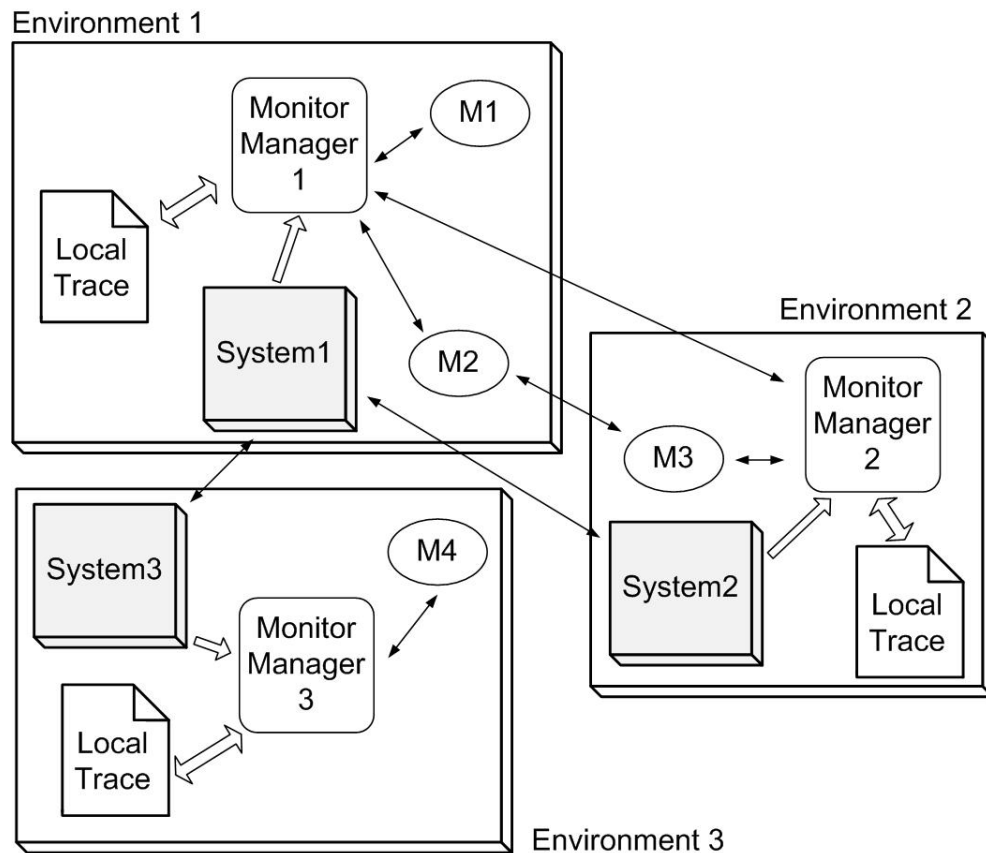 Environment 1
Monitor
Manager
1
M1
Local
Trace
System1
M2
Environment 2
Monitor
Manager
2
M3
System2
Local
Trace
System3
M4
Monitor
Manager
3
Local
Trace
Environment 3